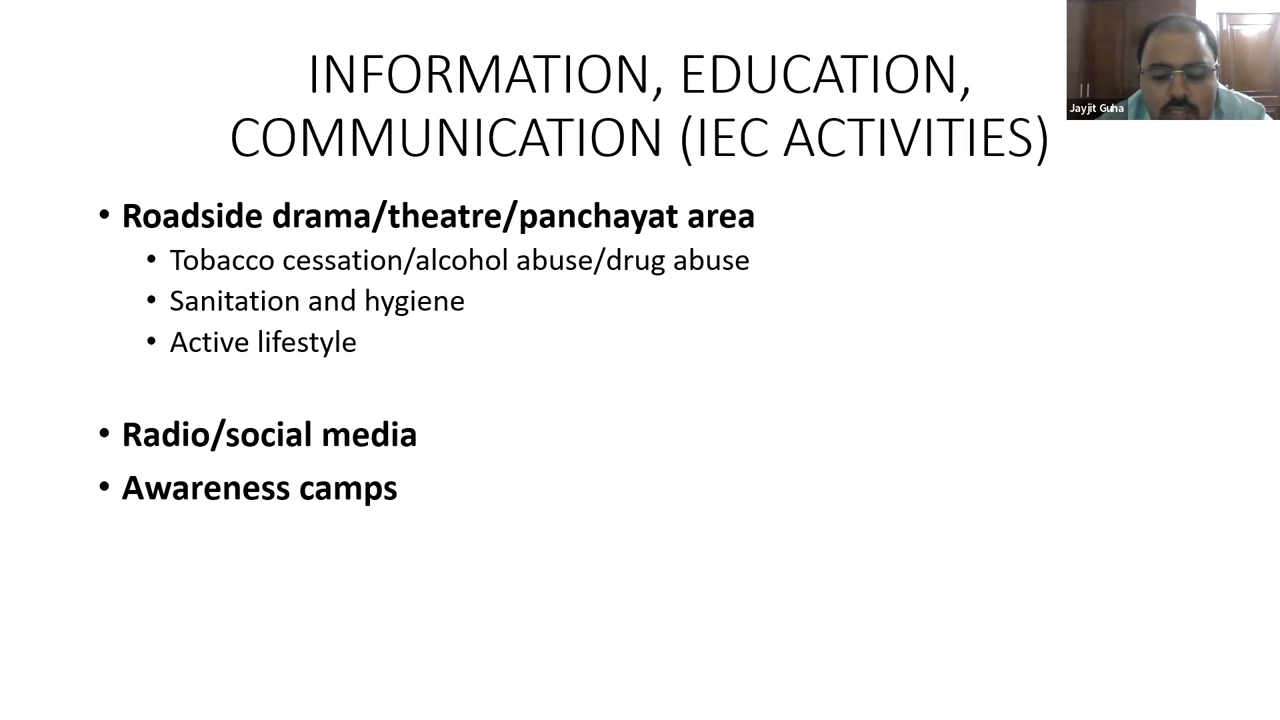 INFORMATION, EDUCATION,
COMMUNICATION (IEC ACTIVITIES)
Jayjit Guha
• Roadside drama/theatre/panchayat area
• Tobacco cessation/alcohol abuse/drug abuse
• Sanitation and hygiene
• Active lifestyle
• Radio/social media
• Awareness camps